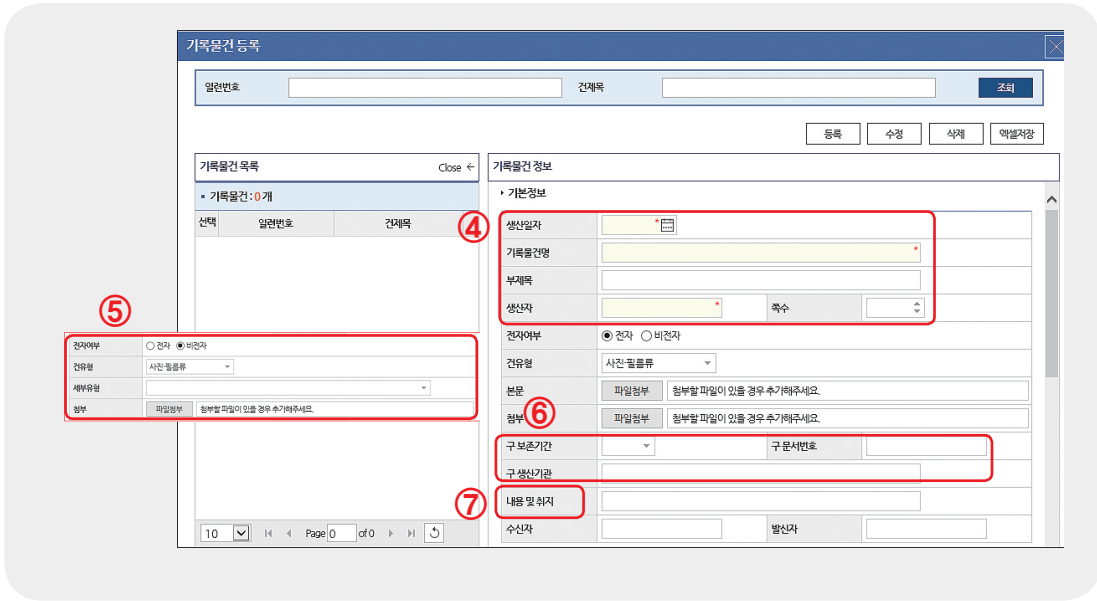 기록물건 등록
일련번호 건제목 조회
등록 수정 삭제 엑셀저장
기록물건 목록 Close ←
기록물건 : 0 개
선택 일련번호 건제목
⑤
전자여부 전자 비전자
건유형 사진·필름류
세부유형
첨부 파일첨부 첨부할 파일이 있을 경우 추가해주세요.
10 Page 0 of 0
기록물건 정보
기본정보
④
생산일자 *
기록물건명 *
부제목
생산자 * 쪽수
전자여부 전자 비전자
건유형 사진·필름류
본문 파일첨부 첨부할 파일이 있을 경우 추가해주세요.
첨부 파일첨부 첨부할 파일이 있을 경우 추가해주세요.
⑥
구 보존기간 구 문서번호
구 생산기관
⑦ 내용 및 취지
수신자 발신자